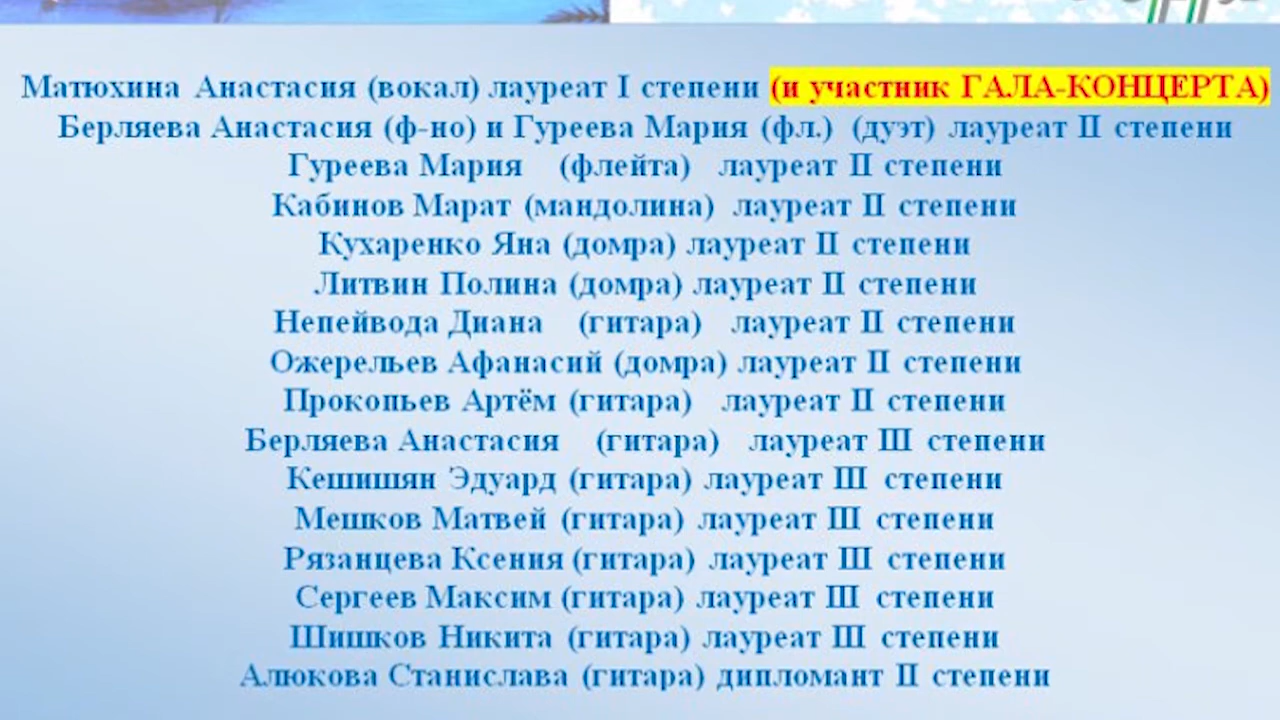 Матюхина Анастасия (вокал) лауреат I степени (и участник ГАЛА-КОНЦЕРТА)
Берляева Анастасия (ф-но) и Гуреева Мария (фл.) (дуэт) лауреат II степени
Гуреева Мария (флейта) лауреат II степени
Кабинов Марат (мандолина) лауреат II степени
Кухаренко Яна (домра) лауреат II степени
Литвин Полина (домра) лауреат II степени
Непейвода Диана (гитара) лауреат II степени
Ожерельев Афанасий (домра) лауреат II степени
Прокопьев Артём (гитара) лауреат II степени
Берляева Анастасия (гитара) лауреат III степени
Кешишян Эдуард (гитара) лауреат III степени
Мешков Матвей (гитара) лауреат III степени
Рязанцева Ксения (гитара) лауреат III степени
Сергеев Максим (гитара) лауреат III степени
Шишков Никита (гитара) лауреат III степени
Алюкова Станислава (гитара) дипломант II степени